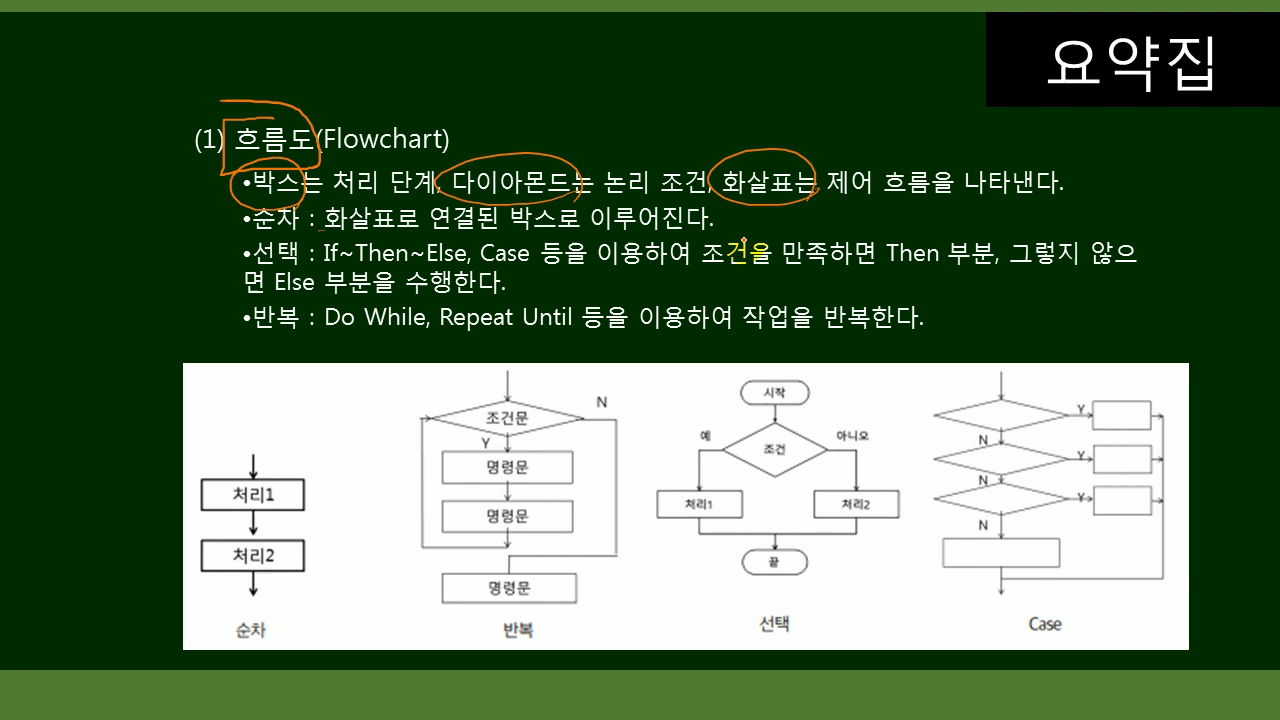 요약집
(1) 흐름도(Flowchart)
•박스는 처리 단계, 다이아몬드는 논리 조건, 화살표는 제어 흐름을 나타낸다.
•순차 : 화살표로 연결된 박스로 이루어진다.
•선택 : If~Then~Else, Case 등을 이용하여 조건을 만족하면 Then 부분, 그렇지 않으
면 Else 부분을 수행한다.
•반복 : Do While, Repeat Until 등을 이용하여 작업을 반복한다.
처리1
처리2
순차
조건문
N
Y
명령문
명령문
명령문
반복
시작
예
아니오
조건
처리1
처리2
끝
선택
Y
N
Y
N
Y
N
Case